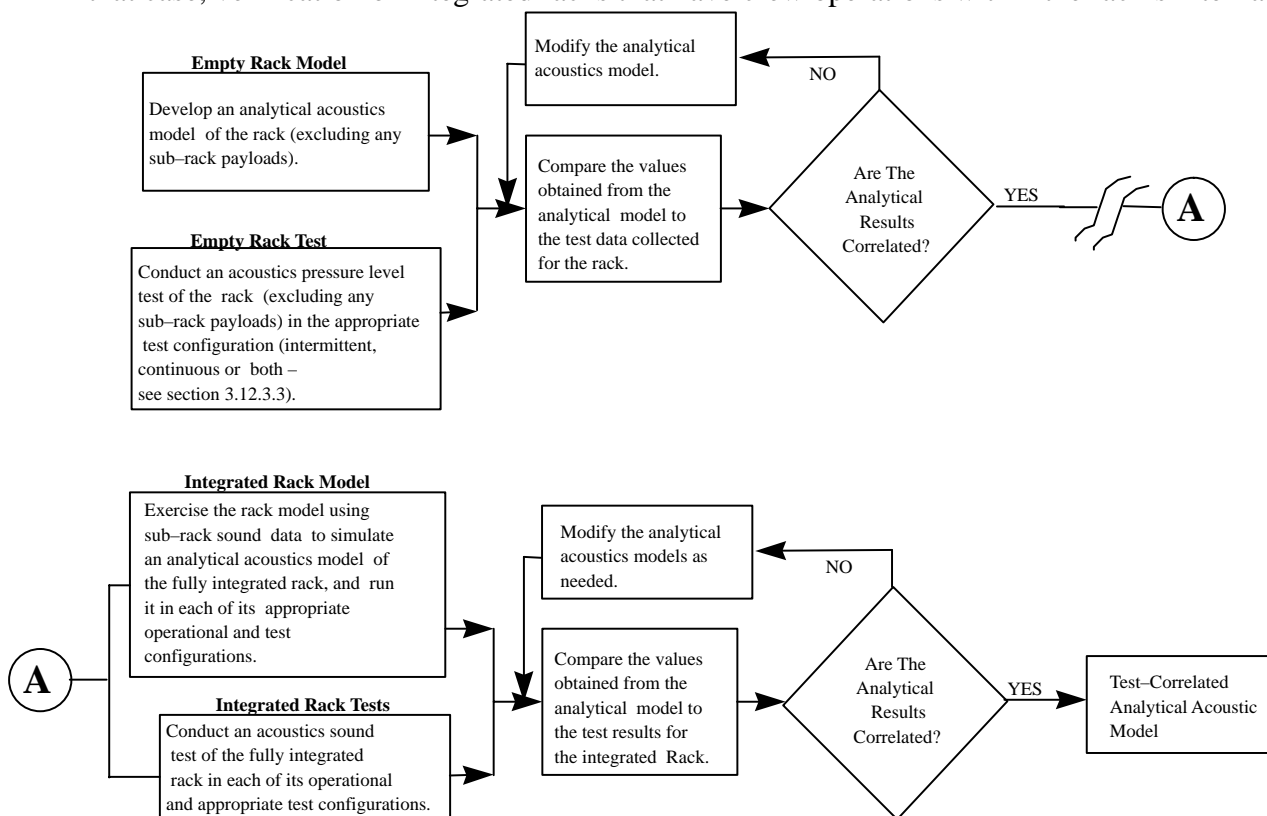 Empty Rack Model
Develop an analytical acoustics
model of the rack (excluding any
sub–rack payloads).
Empty Rack Test
Conduct an acoustics pressure level
test of the rack (excluding any
sub–rack payloads) in the appropriate
test configuration (intermittent,
continuous or both –
see section 3.12.3.3).
Modify the analytical
acoustics model.
Compare the values
obtained from the
analytical model to
the test data collected
for the rack.
NO
Are The
Analytical
Results
Correlated?
YES
A
A
Integrated Rack Model
Exercise the rack model using
sub–rack sound data to simulate
an analytical acoustics model of
the fully integrated rack, and run
it in each of its appropriate
operational and test
configurations.
Integrated Rack Tests
Conduct an acoustics sound
test of the fully integrated
rack in each of its operational
and appropriate test configurations.
Modify the analytical
acoustics models as
needed.
Compare the values
obtained from the
analytical model to
the test results for
the integrated Rack.
NO
Are The
Analytical
Results
Correlated?
YES
Test–Correlated
Analytical Acoustic
Model